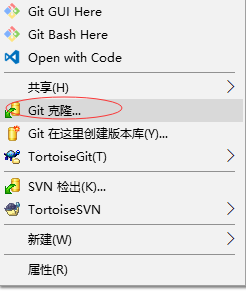 Git GUI Here
Git Bash Here
Open with Code
共享(H)
Git 克隆...
Git 在这里创建版本库(Y)...
TortoiseGit(T)
SVN 检出(K)...
TortoiseSVN
新建(W)
属性(R)